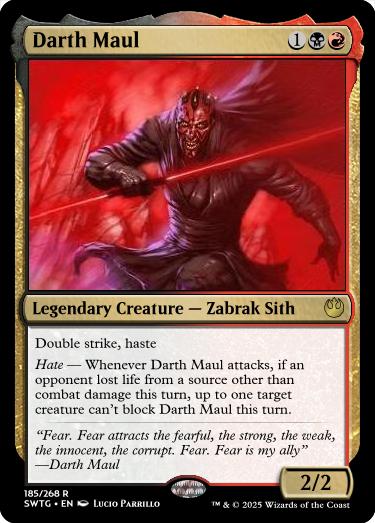 Darth Maul 1
Legendary Creature — Zabrak Sith
Double strike, haste
Hate — Whenever Darth Maul attacks, if an
opponent lost life from a source other than
combat damage this turn, up to one target
creature can't block Darth Maul this turn.
“Fear. Fear attracts the fearful, the strong, the weak,
the innocent, the corrupt. Fear. Fear is my ally”
—Darth Maul
2/2
185/268 R
SWTG • EN Lucio Parrillo
™ & © 2025 Wizards of the Coast